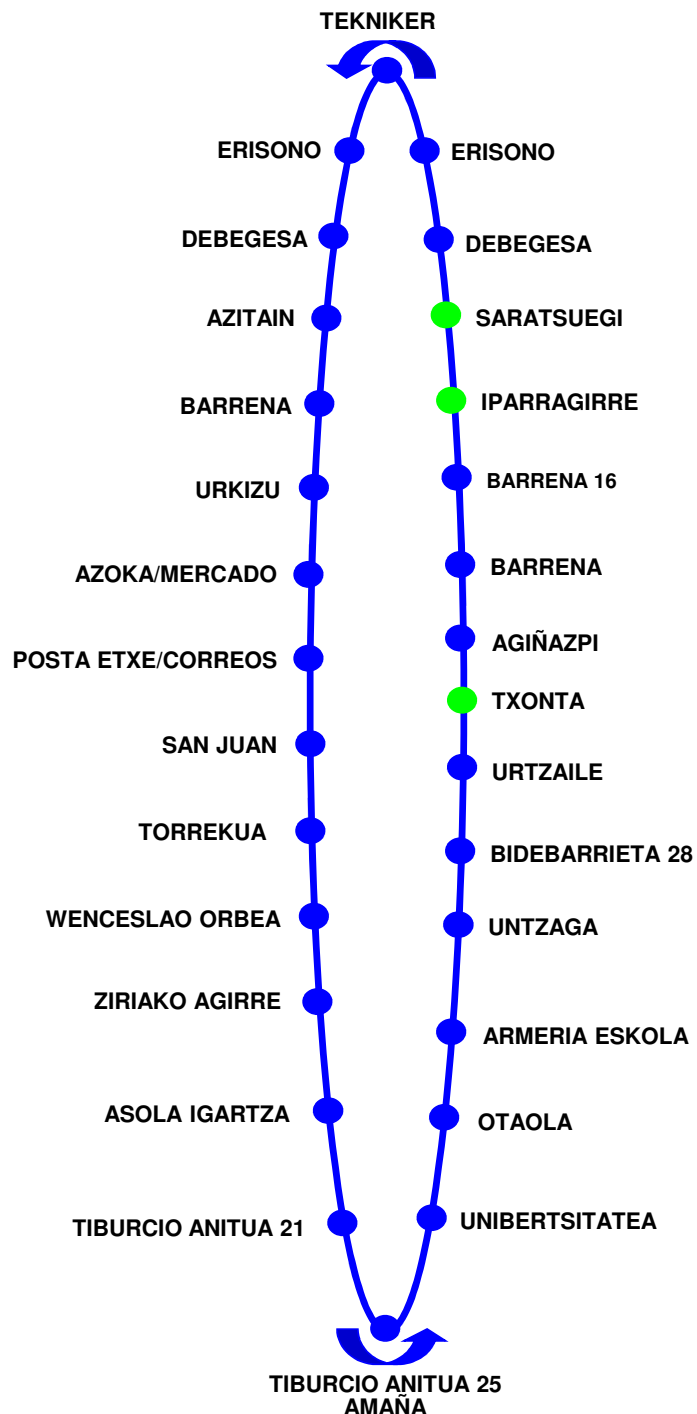 TEKNIKER
ERISONO
ERISONO
DEBEGESA
DEBEGESA
AZITAIN
SARATSUEGI
BARRENA
IPARRAGIRRE
URKIZU
BARRENA 16
AZOKA/MERCADO
BARRENA
POSTA ETXE/CORREOS
AGIÑAZPI
TXONTA
SAN JUAN
URTZAILE
TORREKUA
BIDEBARRIETA 28
WENCESLAO ORBEA
UNTZAGA
ZIRIAKO AGIRRE
ARMERIA ESKOLA
ASOLA IGARTZA
OTAOLA
TIBURCIO ANITUA 21
UNIBERTSITATEA
TIBURCIO ANITUA 25
AMAÑA